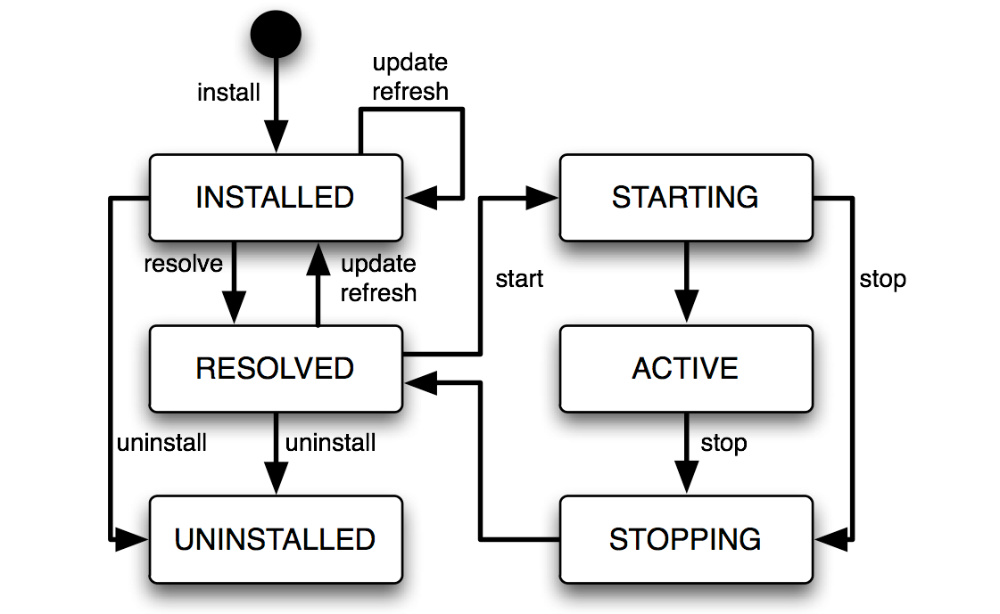 update
refresh
install
INSTALLED
STARTING
resolve
update
refresh
start
stop
RESOLVED
ACTIVE
uninstall
uninstall
stop
UNINSTALLED
STOPPING